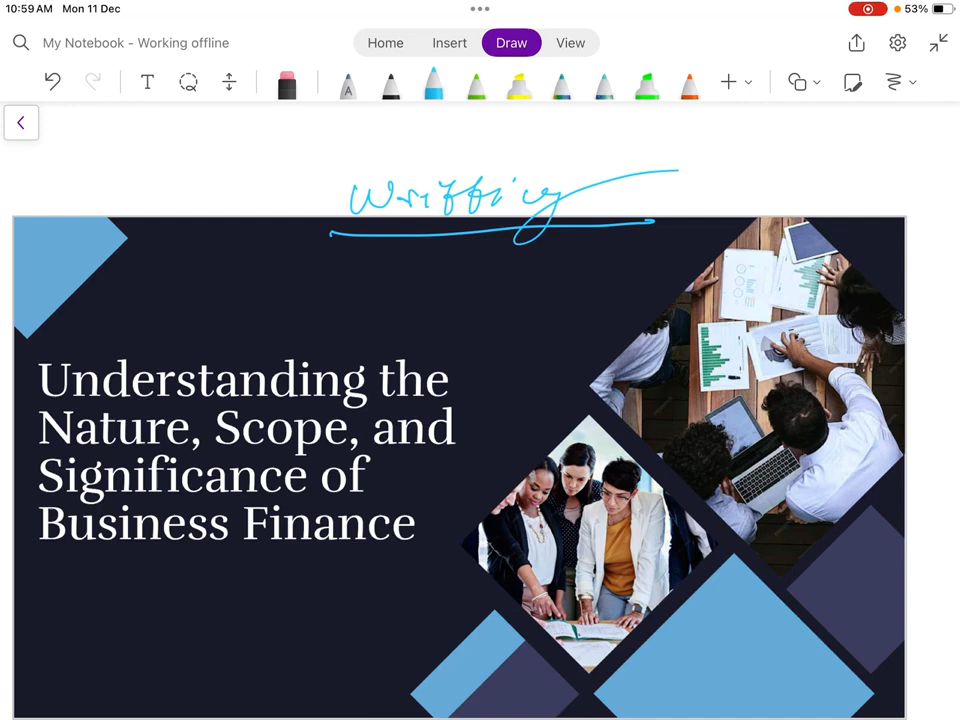 10:59 AM Mon 11 Dec
53%
My Notebook - Working offline
Home Insert Draw View
T
A
Writting
Understanding the
Nature, Scope, and
Significance of
Business Finance